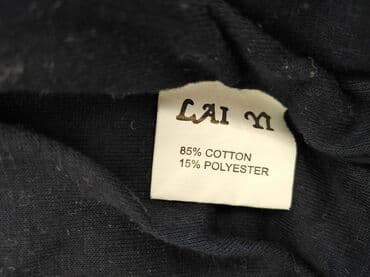 LAI YI
85% COTTON
15% POLYESTER